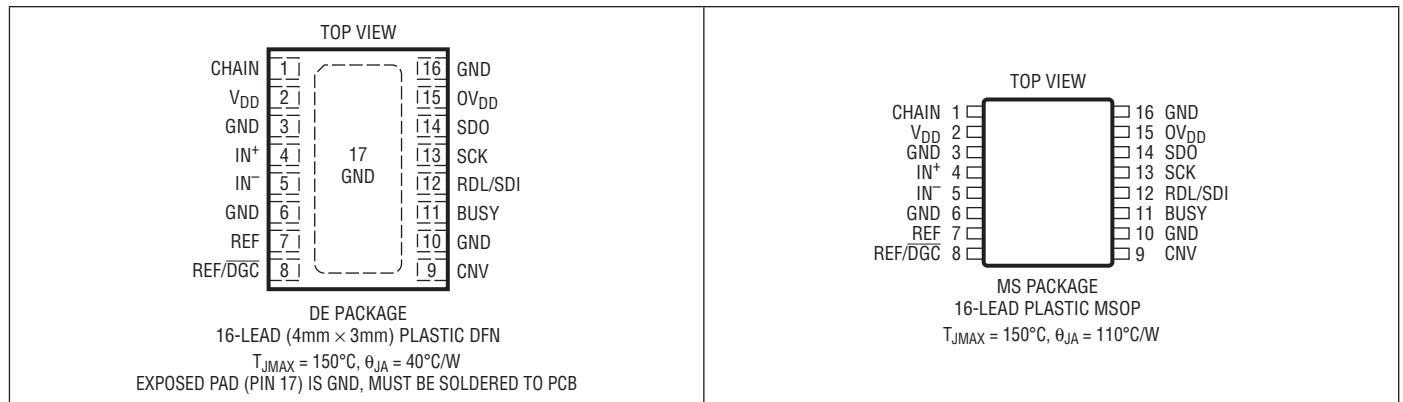 TOP VIEW
CHAIN 1 16 GND
VDD 2 15 OVDD
GND 3 14 SDO
IN+ 4 13 SCK
IN– 5 12 RDL/SDI
GND 6 11 BUSY
REF 7 10 GND
REF/DGC 8 9 CNV
17
GND
DE PACKAGE
16-LEAD (4mm × 3mm) PLASTIC DFN
TJMAX = 150°C, θJA = 40°C/W
EXPOSED PAD (PIN 17) IS GND, MUST BE SOLDERED TO PCB
TOP VIEW
CHAIN 1 16 GND
VDD 2 15 OVDD
GND 3 14 SDO
IN+ 4 13 SCK
IN– 5 12 RDL/SDI
GND 6 11 BUSY
REF 7 10 GND
REF/DGC 8 9 CNV
MS PACKAGE
16-LEAD PLASTIC MSOP
TJMAX = 150°C, θJA = 110°C/W